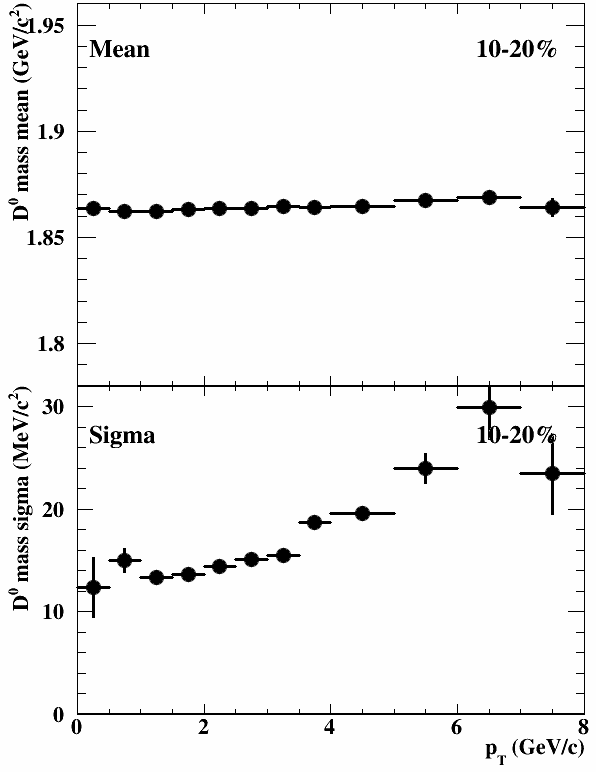 D⁰ mass mean (GeV/c²)
1.95
Mean 10-20%
1.9
1.85
1.8
D⁰ mass sigma (MeV/c²)
30
Sigma 10-20%
20
10
0
0 2 4 6 8
p_T (GeV/c)